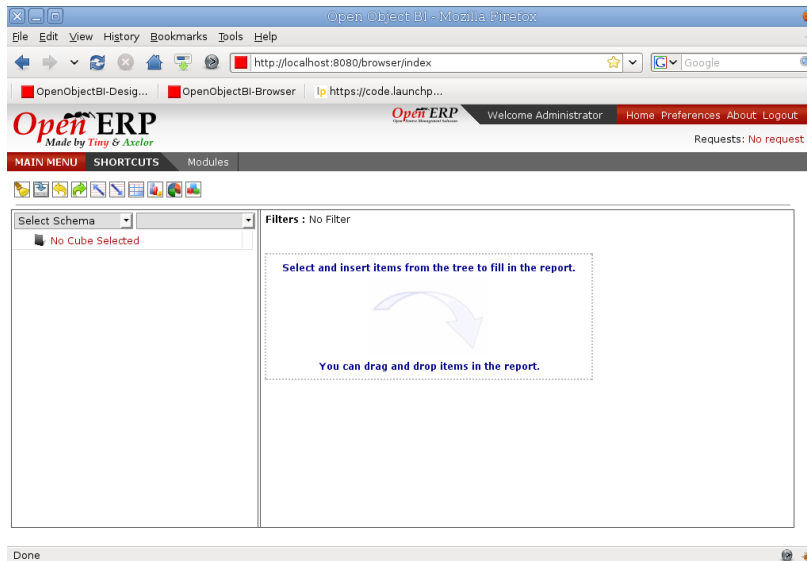 Open Object BI - Mozilla Firefox
File Edit View History Bookmarks Tools Help
http://localhost:8080/browser/index
G Google
OpenObjectBI-Desig... OpenObjectBI-Browser lp https://code.launchp...
Open ERP
Made by Tiny & Axelor
Open ERP
Welcome Administrator
Home Preferences About Logout
Requests: No request
MAIN MENU SHORTCUTS Modules
Select Schema
No Cube Selected
Filters : No Filter
Select and insert items from the tree to fill in the report.
You can drag and drop items in the report.
Done